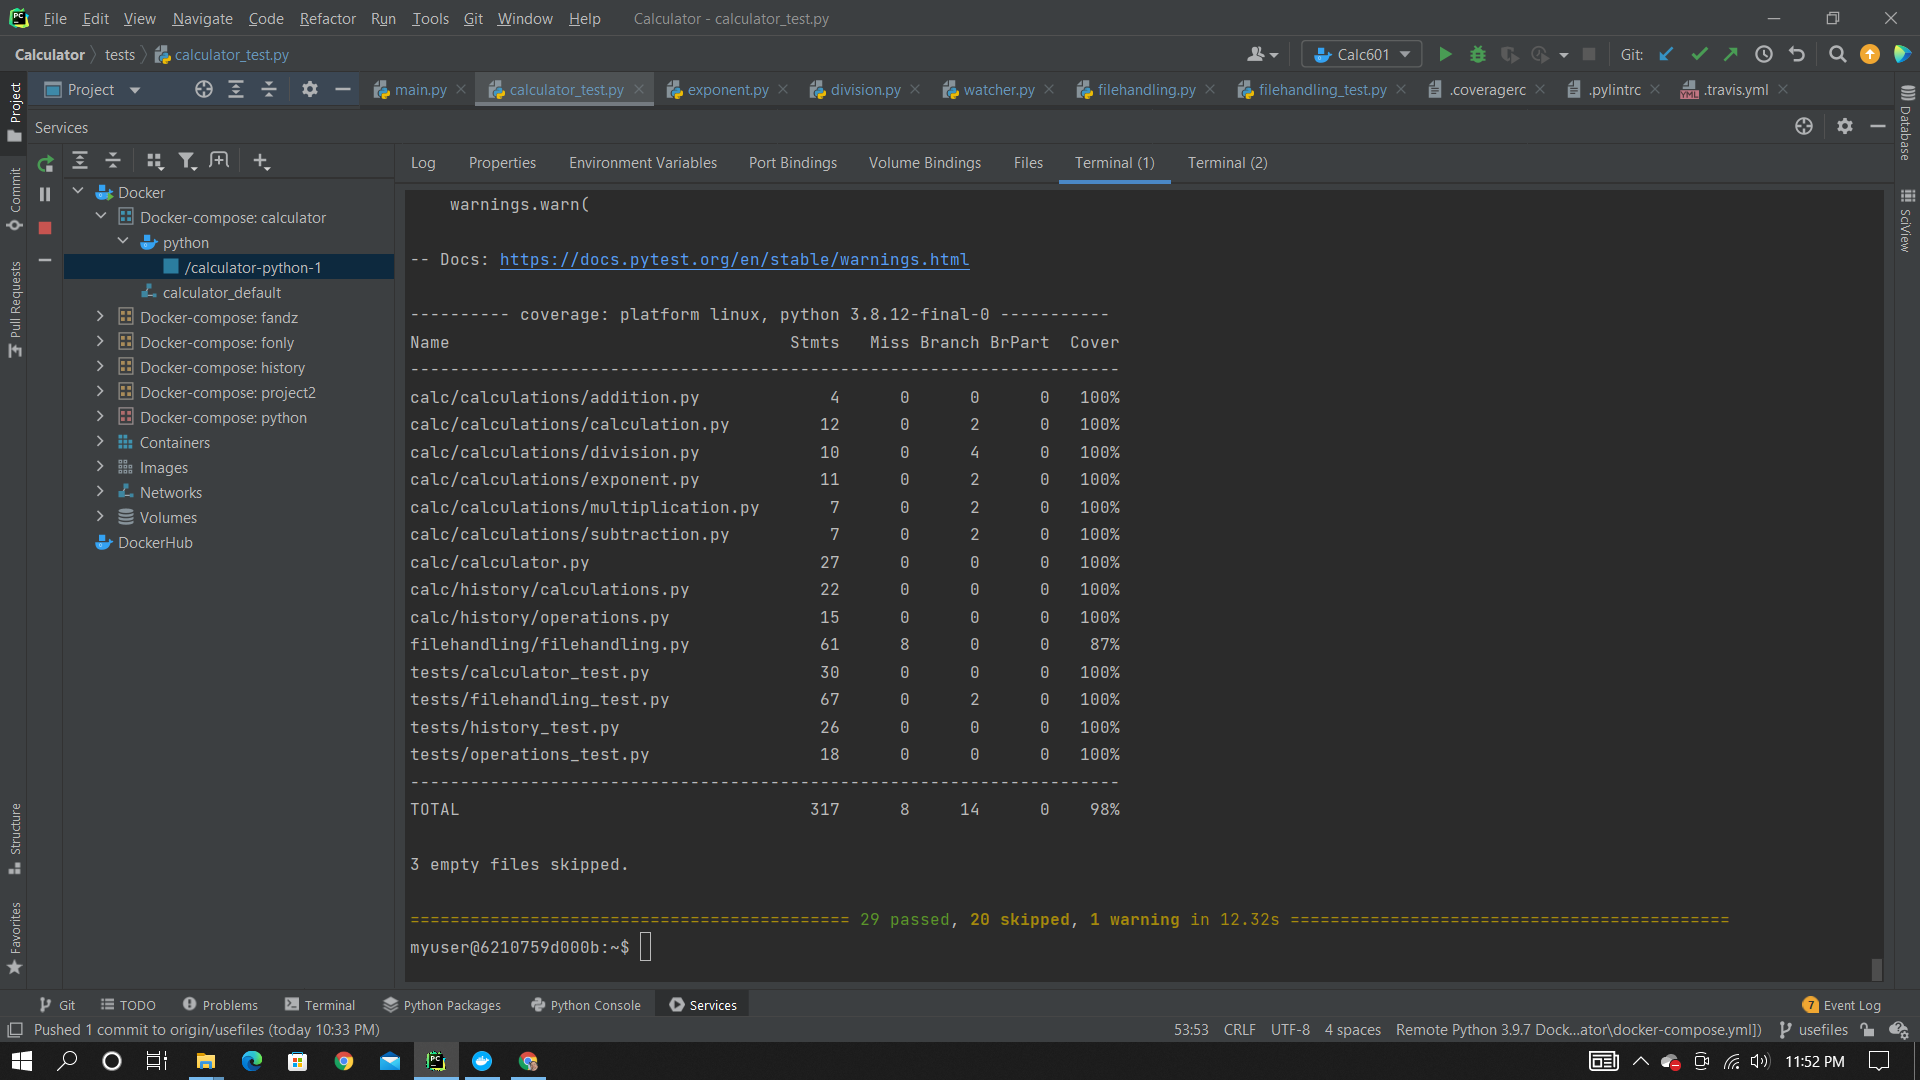 PC File Edit View Navigate Code Refactor Run Tools Git Window Help Calculator - calculator_test.py
Calculator tests calculator_test.py Calc601 Git:
Project main.py calculator_test.py exponent.py division.py watcher.py filehandling.py filehandling_test.py .coveragerc .pylintrc YML .travis.yml
Services
Log Properties Environment Variables Port Bindings Volume Bindings Files Terminal (1) Terminal (2)
Project
Commit
Pull Requests
Structure
Favorites
Database
SciView
Docker
Docker-compose: calculator
python
/calculator-python-1
calculator_default
Docker-compose: fandz
Docker-compose: fonly
Docker-compose: history
Docker-compose: project2
Docker-compose: python
Containers
Images
Networks
Volumes
DockerHub
warnings.warn(
-- Docs: https://docs.pytest.org/en/stable/warnings.html
---------- coverage: platform linux, python 3.8.12-final-0 -----------
Name Stmts Miss Branch BrPart Cover
-----------------------------------------------------------------------
calc/calculations/addition.py 4 0 0 0 100%
calc/calculations/calculation.py 12 0 2 0 100%
calc/calculations/division.py 10 0 4 0 100%
calc/calculations/exponent.py 11 0 2 0 100%
calc/calculations/multiplication.py 7 0 2 0 100%
calc/calculations/subtraction.py 7 0 2 0 100%
calc/calculator.py 27 0 0 0 100%
calc/history/calculations.py 22 0 0 0 100%
calc/history/operations.py 15 0 0 0 100%
filehandling/filehandling.py 61 8 0 0 87%
tests/calculator_test.py 30 0 0 0 100%
tests/filehandling_test.py 67 0 2 0 100%
tests/history_test.py 26 0 0 0 100%
tests/operations_test.py 18 0 0 0 100%
-----------------------------------------------------------------------
TOTAL 317 8 14 0 98%
3 empty files skipped.
============================================ 29 passed, 20 skipped, 1 warning in 12.32s ============================================
myuser@6210759d000b:~$
Git TODO Problems Terminal Python Packages Python Console Services 7 Event Log
Pushed 1 commit to origin/usefiles (today 10:33 PM) 53:53 CRLF UTF-8 4 spaces Remote Python 3.9.7 Dock...ator\docker-compose.yml]) usefiles
PC 11:52 PM